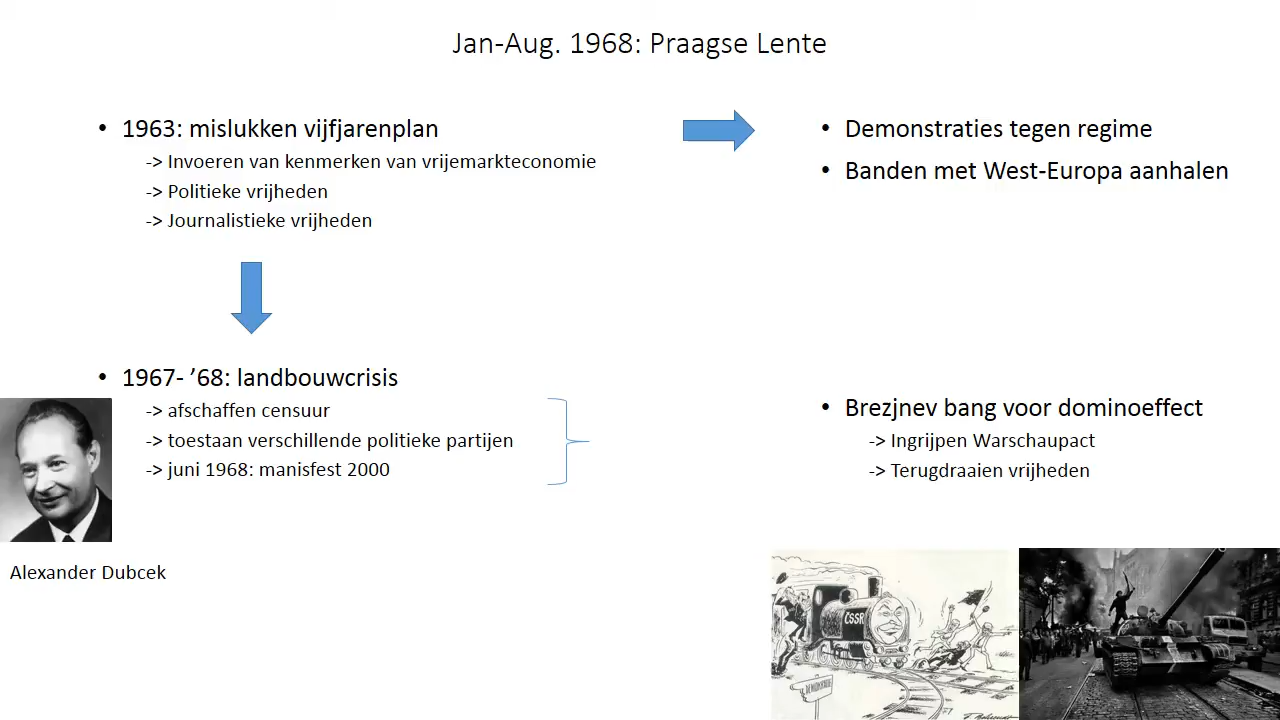 Jan-Aug. 1968: Praagse Lente
• 1963: mislukken vijfjarenplan
-> Invoeren van kenmerken van vrijemarkteconomie
-> Politieke vrijheden
-> Journalistieke vrijheden
• Demonstraties tegen regime
• Banden met West-Europa aanhalen
• 1967- ’68: landbouwcrisis
-> afschaffen censuur
-> toestaan verschillende politieke partijen
-> juni 1968: manisfest 2000
Alexander Dubcek
• Brezjnev bang voor dominoeffect
-> Ingrijpen Warschaupact
-> Terugdraaien vrijheden
ČSSR